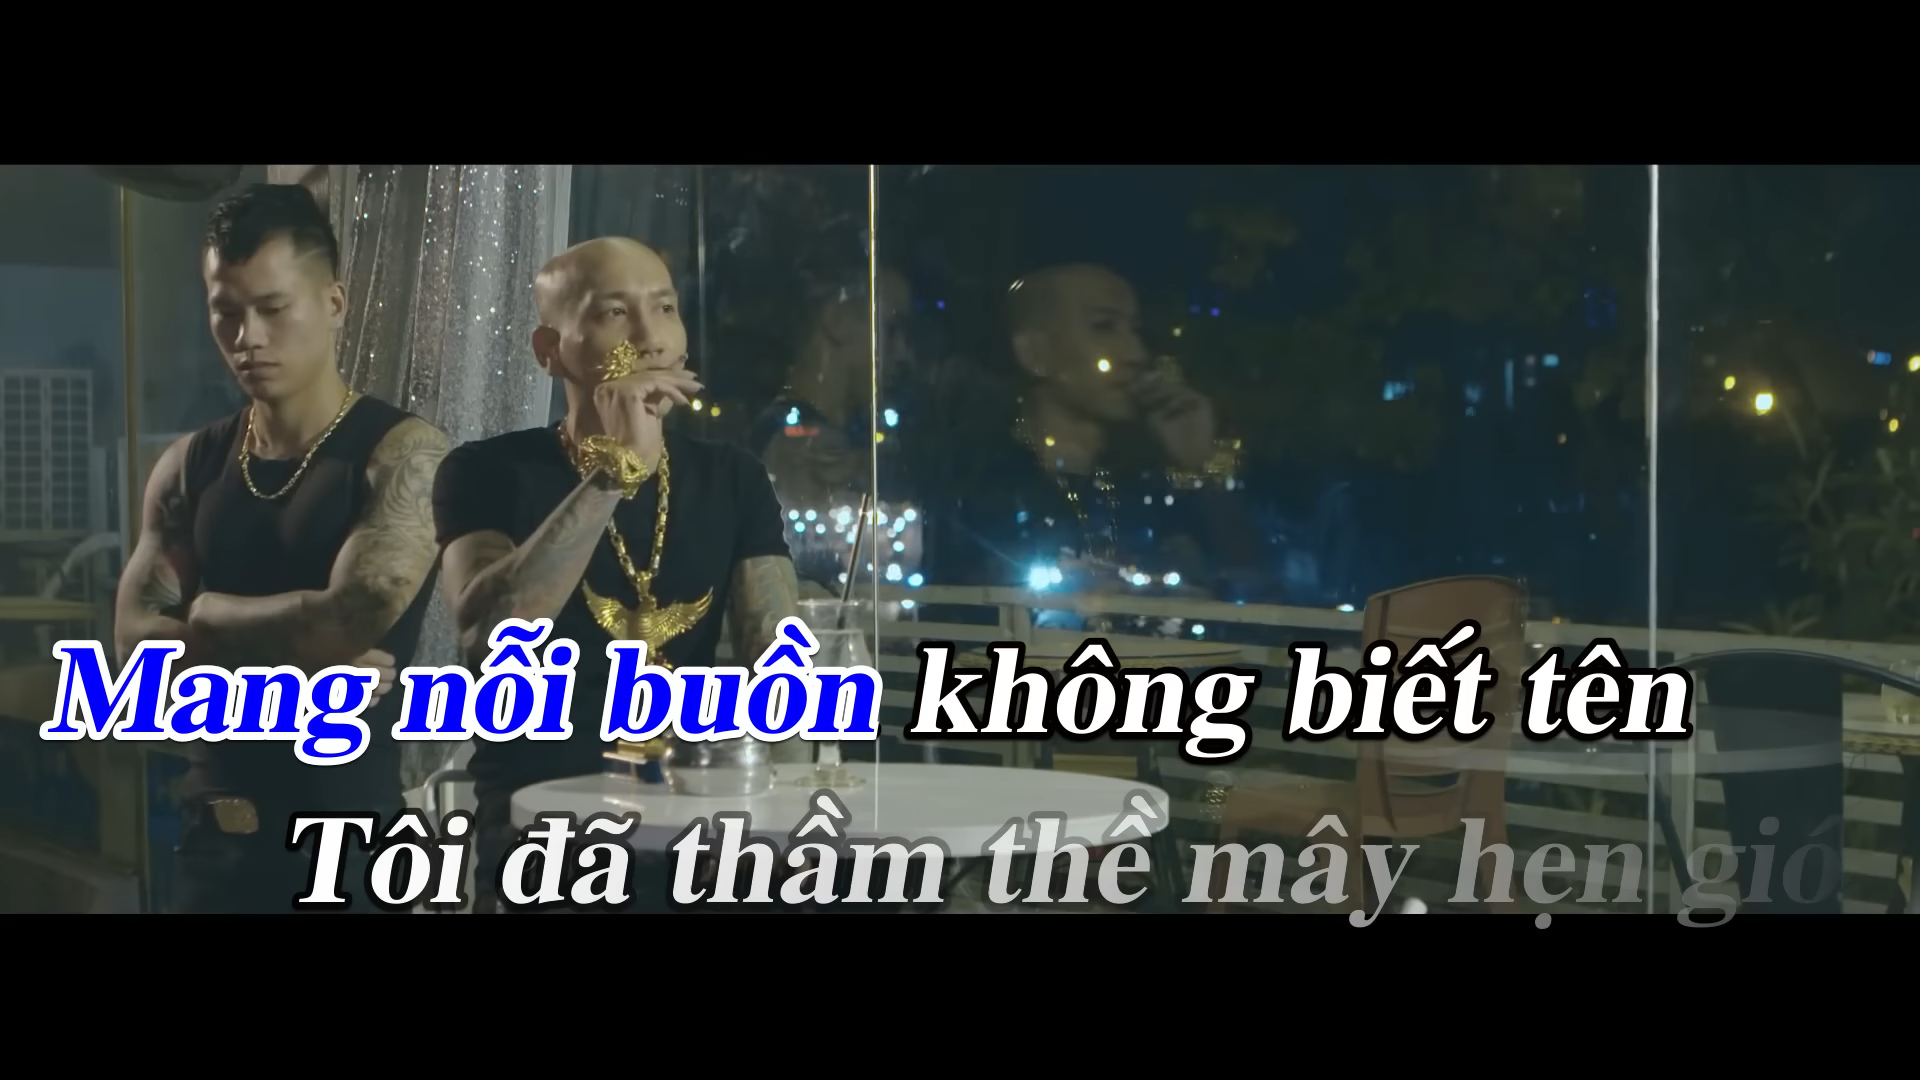 Mang nỗi buồn không biết tên
Tôi đã thầm thề mây hẹn gió